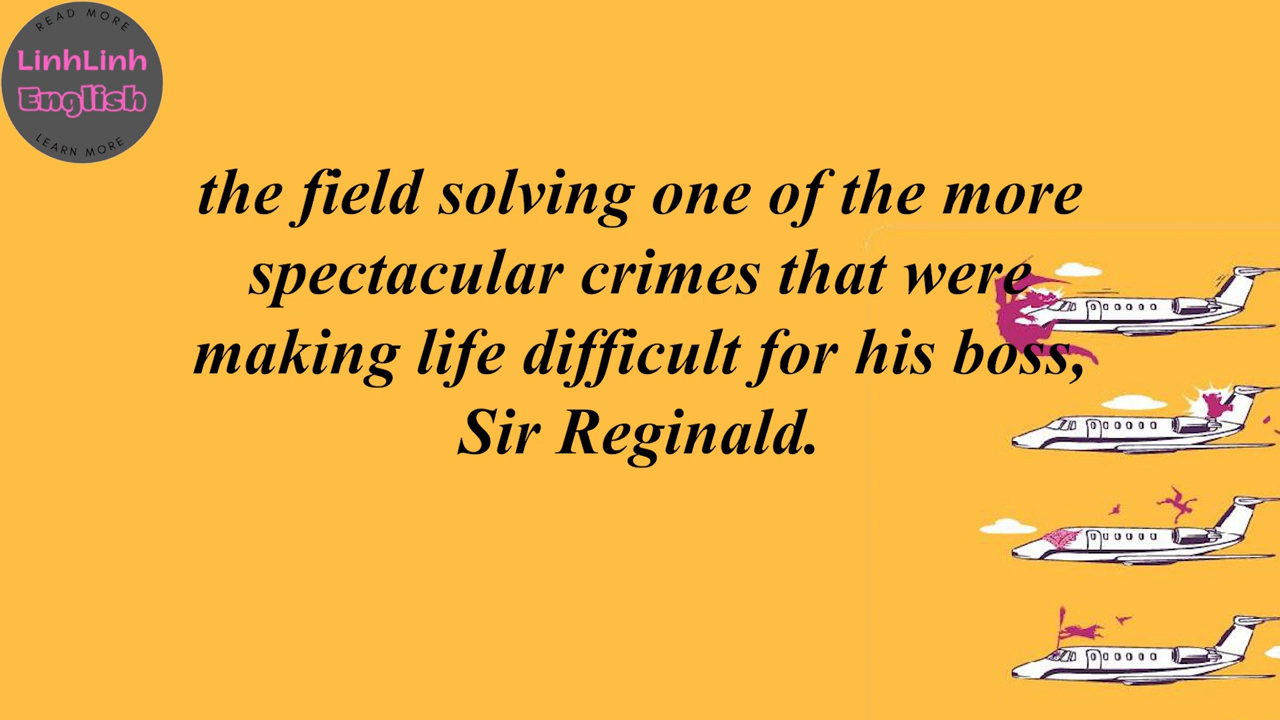 READ MORE
LinhLinh
English
LEARN MORE
the field solving one of the more
spectacular crimes that were
making life difficult for his boss,
Sir Reginald.